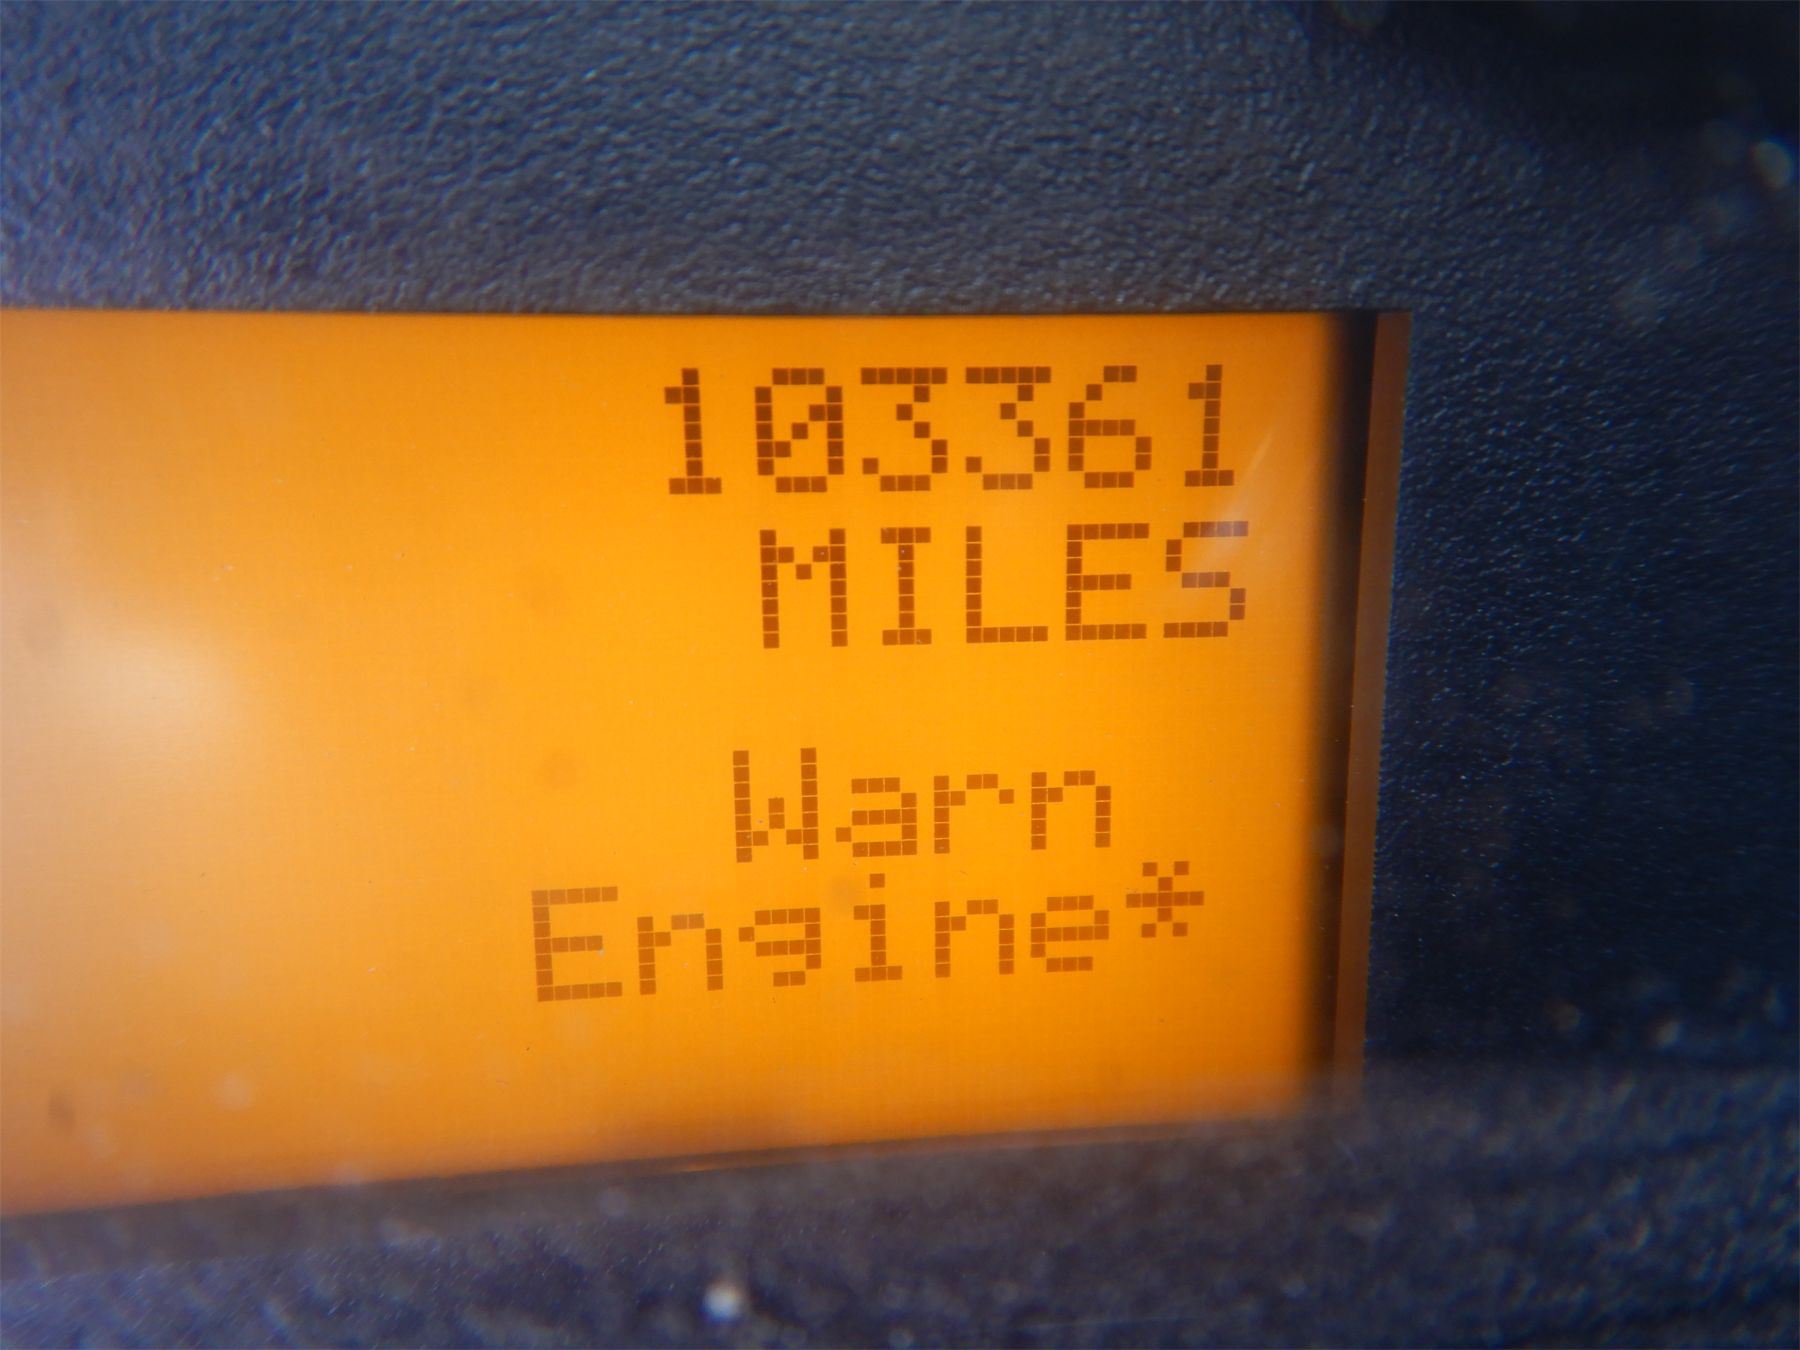 103361
MILES
Warn
Engine*